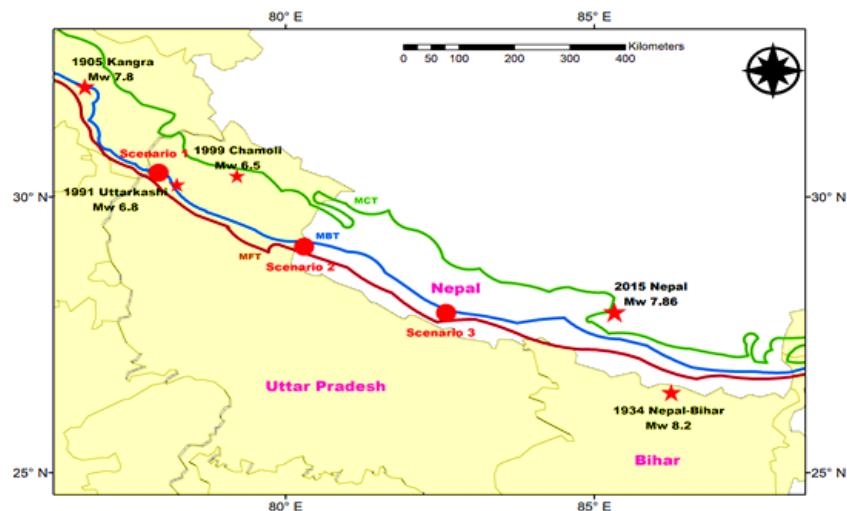 80° E
85° E
Kilometers
0 50 100 200 300 400
1905 Kangra
Mw 7.8
1999 Chamoli
Mw 6.5
Scenario 1
1991 Uttarkashi
Mw 6.8
30° N
30° N
MCT
MBT
MFT
Scenario 2
Nepal
2015 Nepal
Mw 7.86
Scenario 3
Uttar Pradesh
1934 Nepal-Bihar
Mw 8.2
Bihar
25° N
25° N
80° E
85° E